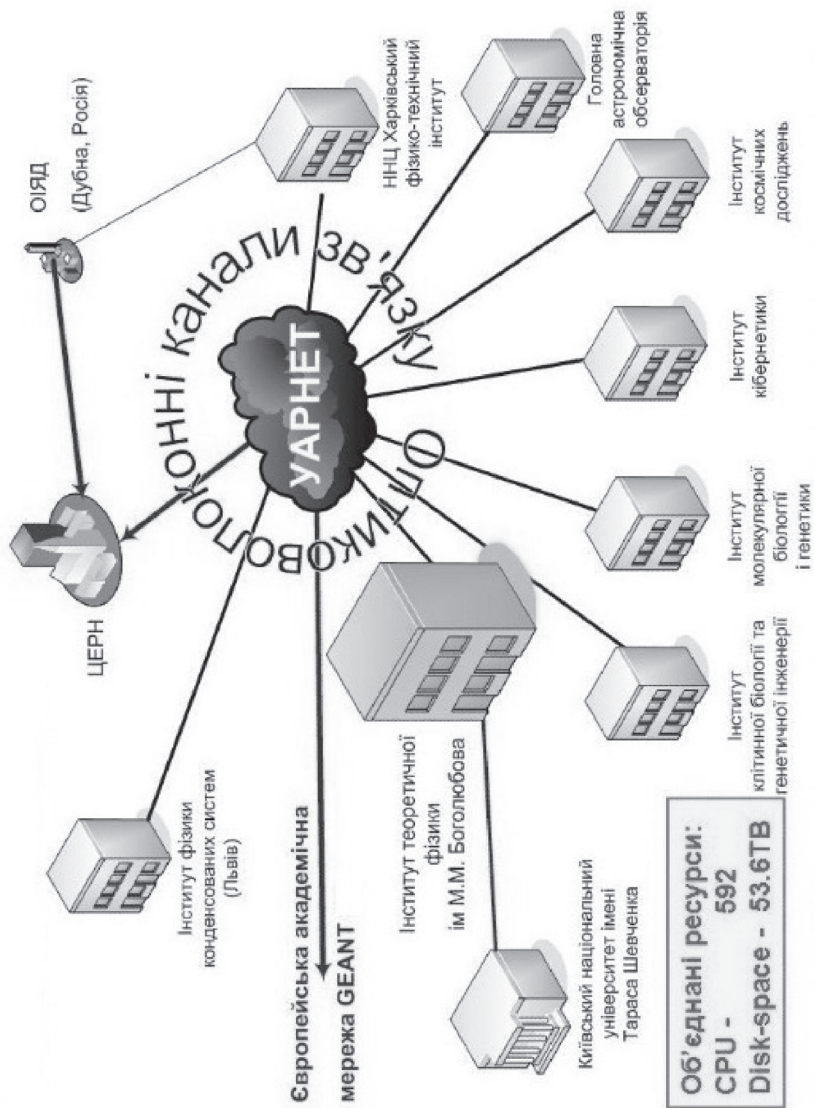 ОІЯД
(Дубна, Росія)
ЦЕРН
ННЦ Харківський
фізико-технічний
інститут
Головна
астрономічна
обсерваторія
Інститут
космічних
досліджень
Інститут
кібернетики
Інститут
молекулярної
біології
і генетики
Інститут
клітинної біології та
генетичної інженерії
Оптиковолоконні канали зв'язку
УАРНЕТ
Інститут фізики
конденсованих систем
(Львів)
Європейська академічна
мережа GEANT
Інститут теоретичної
фізики
ім М.М. Боголюбова
Київський національний
університет імені
Тараса Шевченка
Об'єднані ресурси:
CPU - 592
Disk-space - 53.6TB